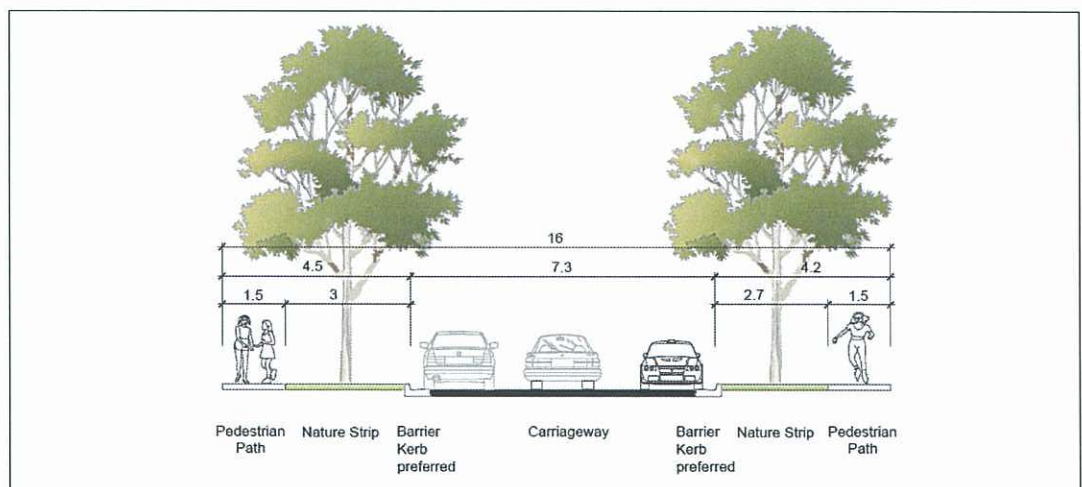 16
4.5 7.3 4.2
1.5 3 2.7 1.5
Pedestrian Path
Nature Strip
Barrier Kerb preferred
Carriageway
Barrier Kerb preferred
Nature Strip
Pedestrian Path